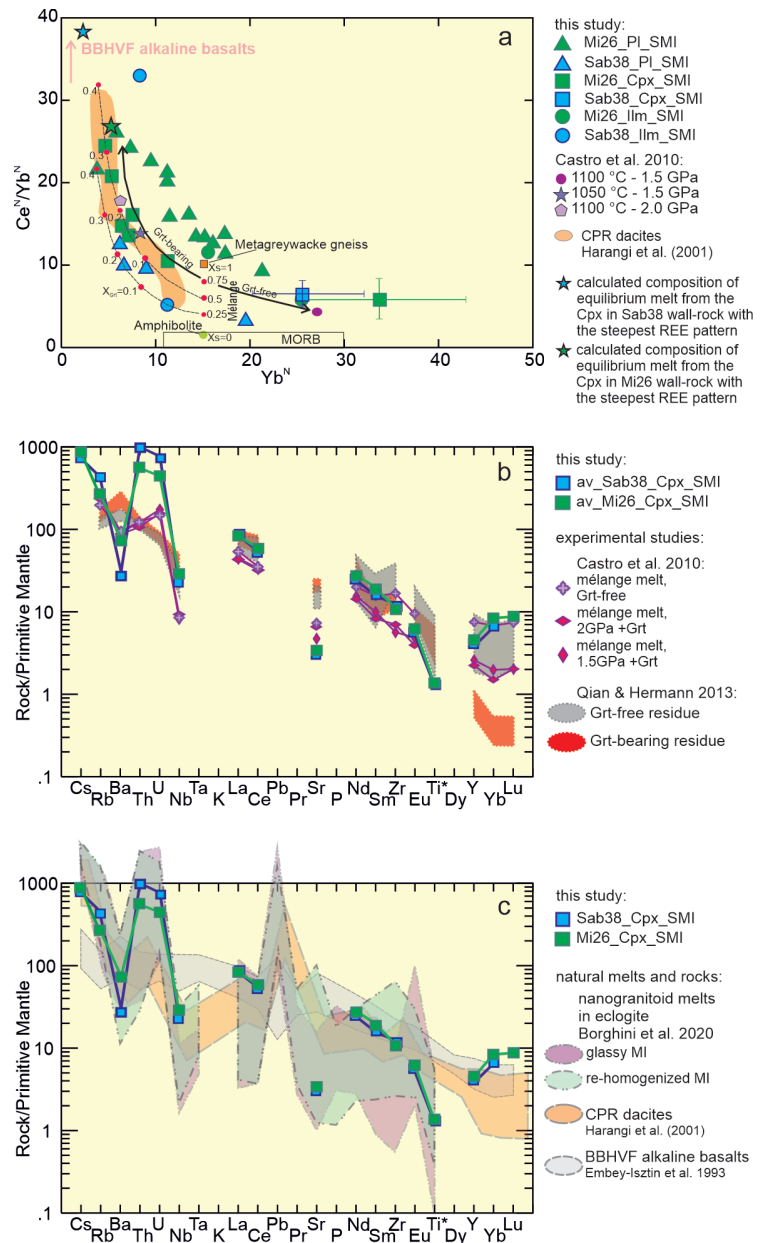 a
40
30
20
10
0
Ce^N/Yb^N
BBHVF alkaline basalts
0.4
0.3
0.4
0.3
0.2
0.2
0.1
X_Grt=0.1
Grt-bearing
Grt-free
Metagreywacke gneiss
Xs=1
0.75
0.5
0.25
Mélange
Amphibolite
Xs=0
MORB
0
10
20
30
40
50
Yb^N
this study:
Mi26_Pl_SMI
Sab38_Pl_SMI
Mi26_Cpx_SMI
Sab38_Cpx_SMI
Mi26_Ilm_SMI
Sab38_Ilm_SMI
Castro et al. 2010:
1100 °C - 1.5 GPa
1050 °C - 1.5 GPa
1100 °C - 2.0 GPa
CPR dacites
Harangi et al. (2001)
calculated composition of
equilibrium melt from the
Cpx in Sab38 wall-rock with
the steepest REE pattern
calculated composition of
equilibrium melt from the
Cpx in Mi26 wall-rock with
the steepest REE pattern
b
1000
100
10
1
.1
Rock/Primitive Mantle
Cs Rb Ba Th U Nb Ta K La Ce Pb Pr Sr P Nd Sm Zr Eu Ti* Dy Y Yb Lu
this study:
av_Sab38_Cpx_SMI
av_Mi26_Cpx_SMI
experimental studies:
Castro et al. 2010:
mélange melt,
Grt-free
mélange melt,
2GPa +Grt
mélange melt,
1.5GPa +Grt
Qian & Hermann 2013:
Grt-free residue
Grt-bearing residue
c
1000
100
10
1
.1
Rock/Primitive Mantle
Cs Rb Ba Th U Nb Ta K La Ce Pb Pr Sr P Nd Sm Zr Eu Ti* Dy Y Yb Lu
this study:
Sab38_Cpx_SMI
Mi26_Cpx_SMI
natural melts and rocks:
nanogranitoid melts
in eclogite
Borghini et al. 2020
glassy MI
re-homogenized MI
CPR dacites
Harangi et al. (2001)
BBHVF alkaline basalts
Embey-Isztin et al. 1993